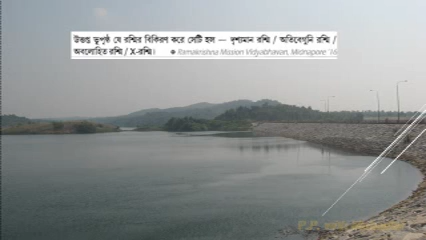 উত্তপ্ত ভূপৃষ্ঠ যে রশ্মির বিকিরণ করে সেটি হল — দৃশ্যমান রশ্মি / অতিবেগুনি রশ্মি /
অবলোহিত রশ্মি / X-রশ্মি। ● Ramakrishna Mission Vidyabhavan, Midnapore '16